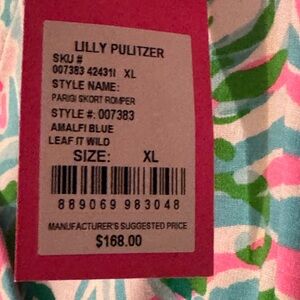 LILLY PULITZER
SKU #
007383 42431I XL
STYLE NAME:
PARIGI SKORT ROMPER
STYLE #: 007383
AMALFI BLUE
LEAF IT WILD
SIZE: XL
889069 983048
MANUFACTURER'S SUGGESTED PRICE
$168.00